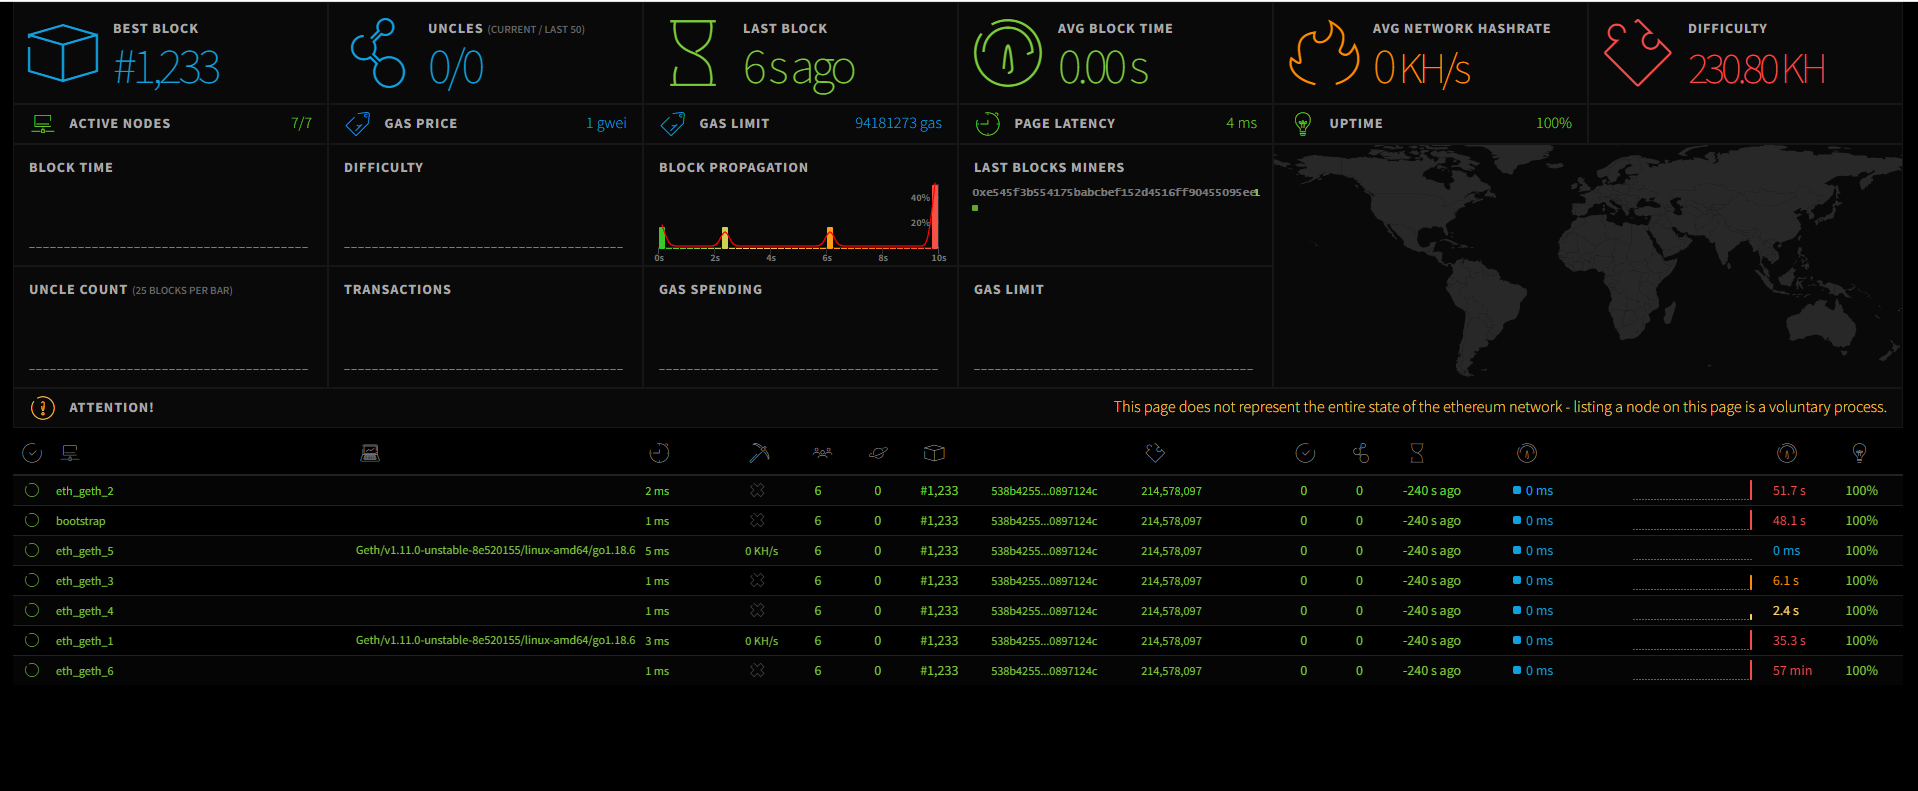 BEST BLOCK
#1,233
UNCLES (CURRENT / LAST 50)
0/0
LAST BLOCK
6 s ago
AVG BLOCK TIME
0.00 s
AVG NETWORK HASHRATE
0 KH/s
DIFFICULTY
230.80 KH
ACTIVE NODES 7/7
GAS PRICE 1 gwei
GAS LIMIT 94181273 gas
PAGE LATENCY 4 ms
UPTIME 100%
BLOCK TIME
DIFFICULTY
BLOCK PROPAGATION
40%
20%
0s 2s 4s 6s 8s 10s
LAST BLOCKS MINERS
0xe545f3b554175babcbef152d4516ff90455095ee 1
UNCLE COUNT (25 BLOCKS PER BAR)
TRANSACTIONS
GAS SPENDING
GAS LIMIT
ATTENTION! This page does not represent the entire state of the ethereum network - listing a node on this page is a voluntary process.
eth_geth_2 2 ms 6 0 #1,233 538b4255...0897124c 214,578,097 0 0 -240 s ago 0 ms 51.7 s 100%
bootstrap 1 ms 6 0 #1,233 538b4255...0897124c 214,578,097 0 0 -240 s ago 0 ms 48.1 s 100%
eth_geth_5 Geth/v1.11.0-unstable-8e520155/linux-amd64/go1.18.6 5 ms 0 KH/s 6 0 #1,233 538b4255...0897124c 214,578,097 0 0 -240 s ago 0 ms 0 ms 100%
eth_geth_3 1 ms 6 0 #1,233 538b4255...0897124c 214,578,097 0 0 -240 s ago 0 ms 6.1 s 100%
eth_geth_4 1 ms 6 0 #1,233 538b4255...0897124c 214,578,097 0 0 -240 s ago 0 ms 2.4 s 100%
eth_geth_1 Geth/v1.11.0-unstable-8e520155/linux-amd64/go1.18.6 3 ms 0 KH/s 6 0 #1,233 538b4255...0897124c 214,578,097 0 0 -240 s ago 0 ms 35.3 s 100%
eth_geth_6 1 ms 6 0 #1,233 538b4255...0897124c 214,578,097 0 0 -240 s ago 0 ms 57 min 100%